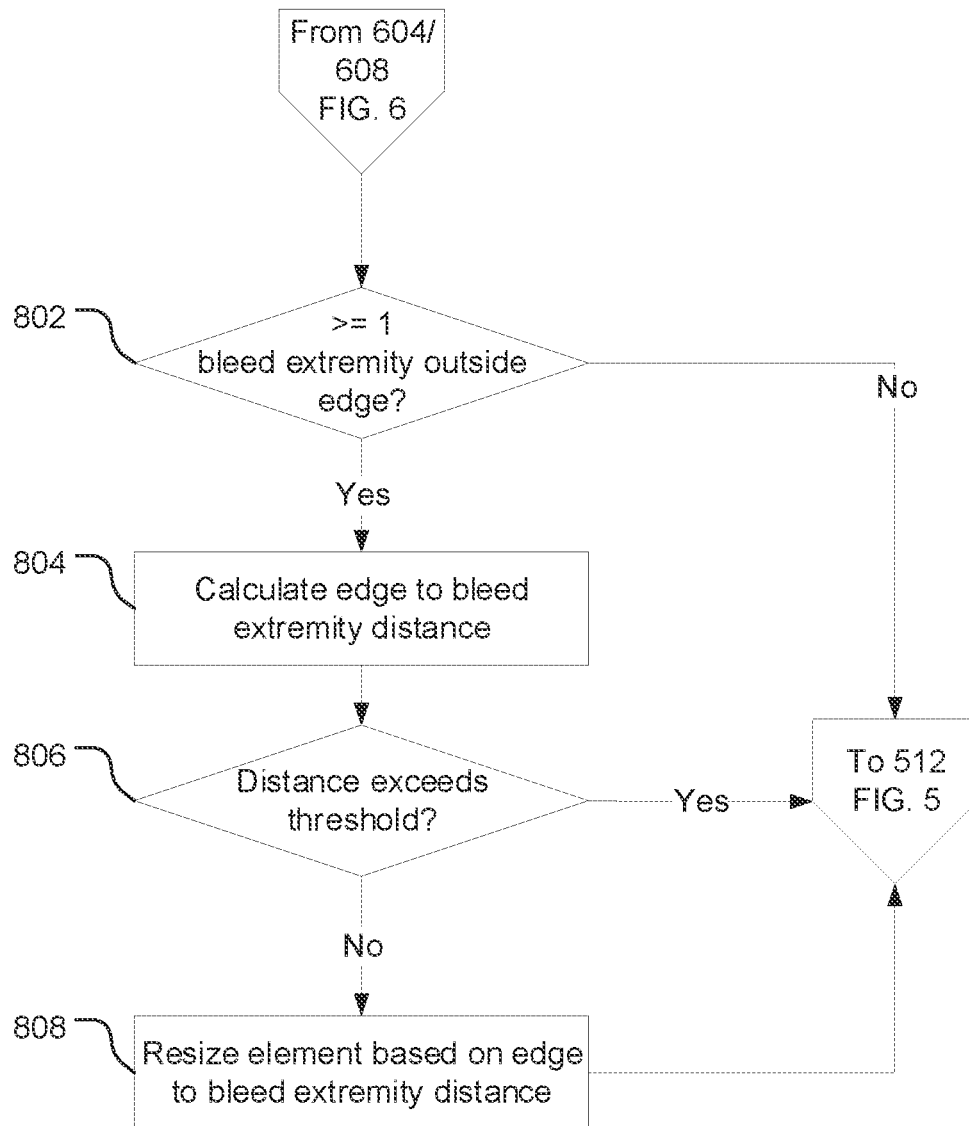 From 604/
608
FIG. 6
802
>= 1
bleed extremity outside
edge?
No
Yes
804
Calculate edge to bleed
extremity distance
806
Distance exceeds
threshold?
Yes
To 512
FIG. 5
No
808
Resize element based on edge
to bleed extremity distance